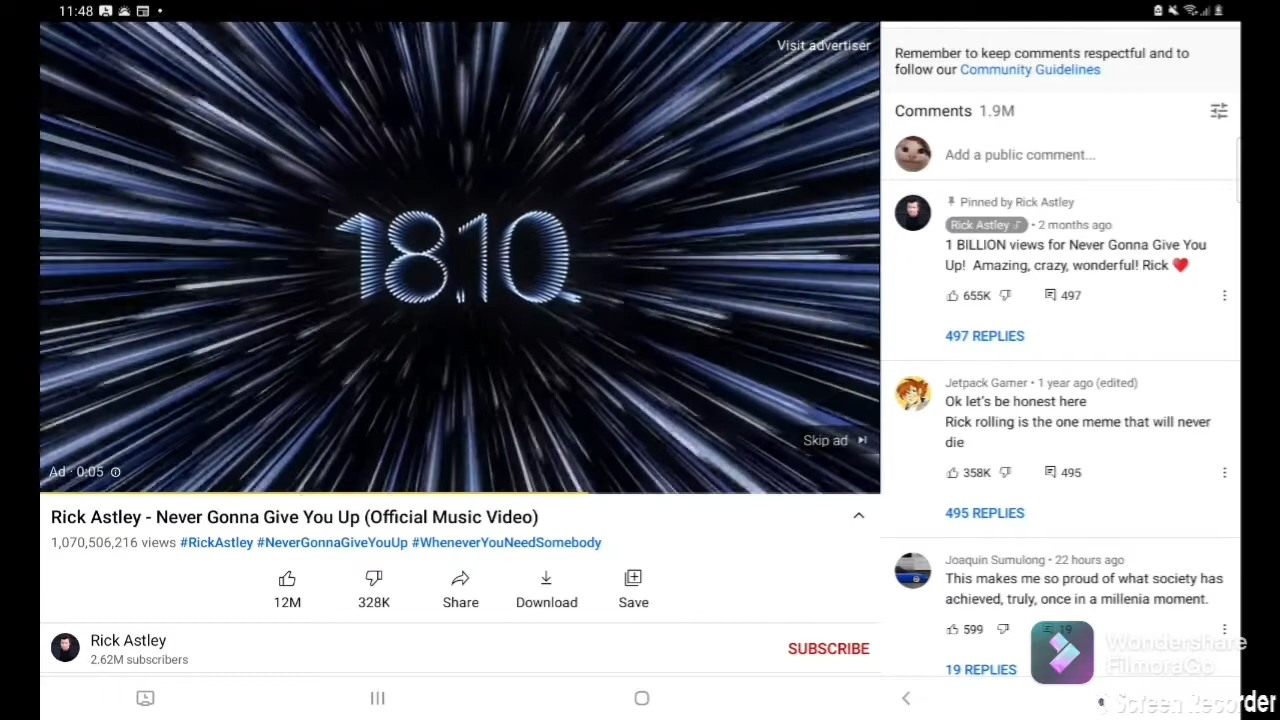 11:48
Visit advertiser
18.10.
Skip ad
Ad · 0:05
Rick Astley - Never Gonna Give You Up (Official Music Video)
1,070,506,216 views #RickAstley #NeverGonnaGiveYouUp #WheneverYouNeedSomebody
12M
328K
Share
Download
Save
Rick Astley
2.62M subscribers
SUBSCRIBE
Remember to keep comments respectful and to
follow our Community Guidelines
Comments 1.9M
Add a public comment...
Pinned by Rick Astley
Rick Astley • 2 months ago
1 BILLION views for Never Gonna Give You
Up! Amazing, crazy, wonderful! Rick ❤️
655K 497
497 REPLIES
Jetpack Gamer • 1 year ago (edited)
Ok let's be honest here
Rick rolling is the one meme that will never
die
358K 495
495 REPLIES
Joaquin Sumulong • 22 hours ago
This makes me so proud of what society has
achieved, truly, once in a millenia moment.
599 19
19 REPLIES
Wondershare
FilmoraGo
Screen Recorder